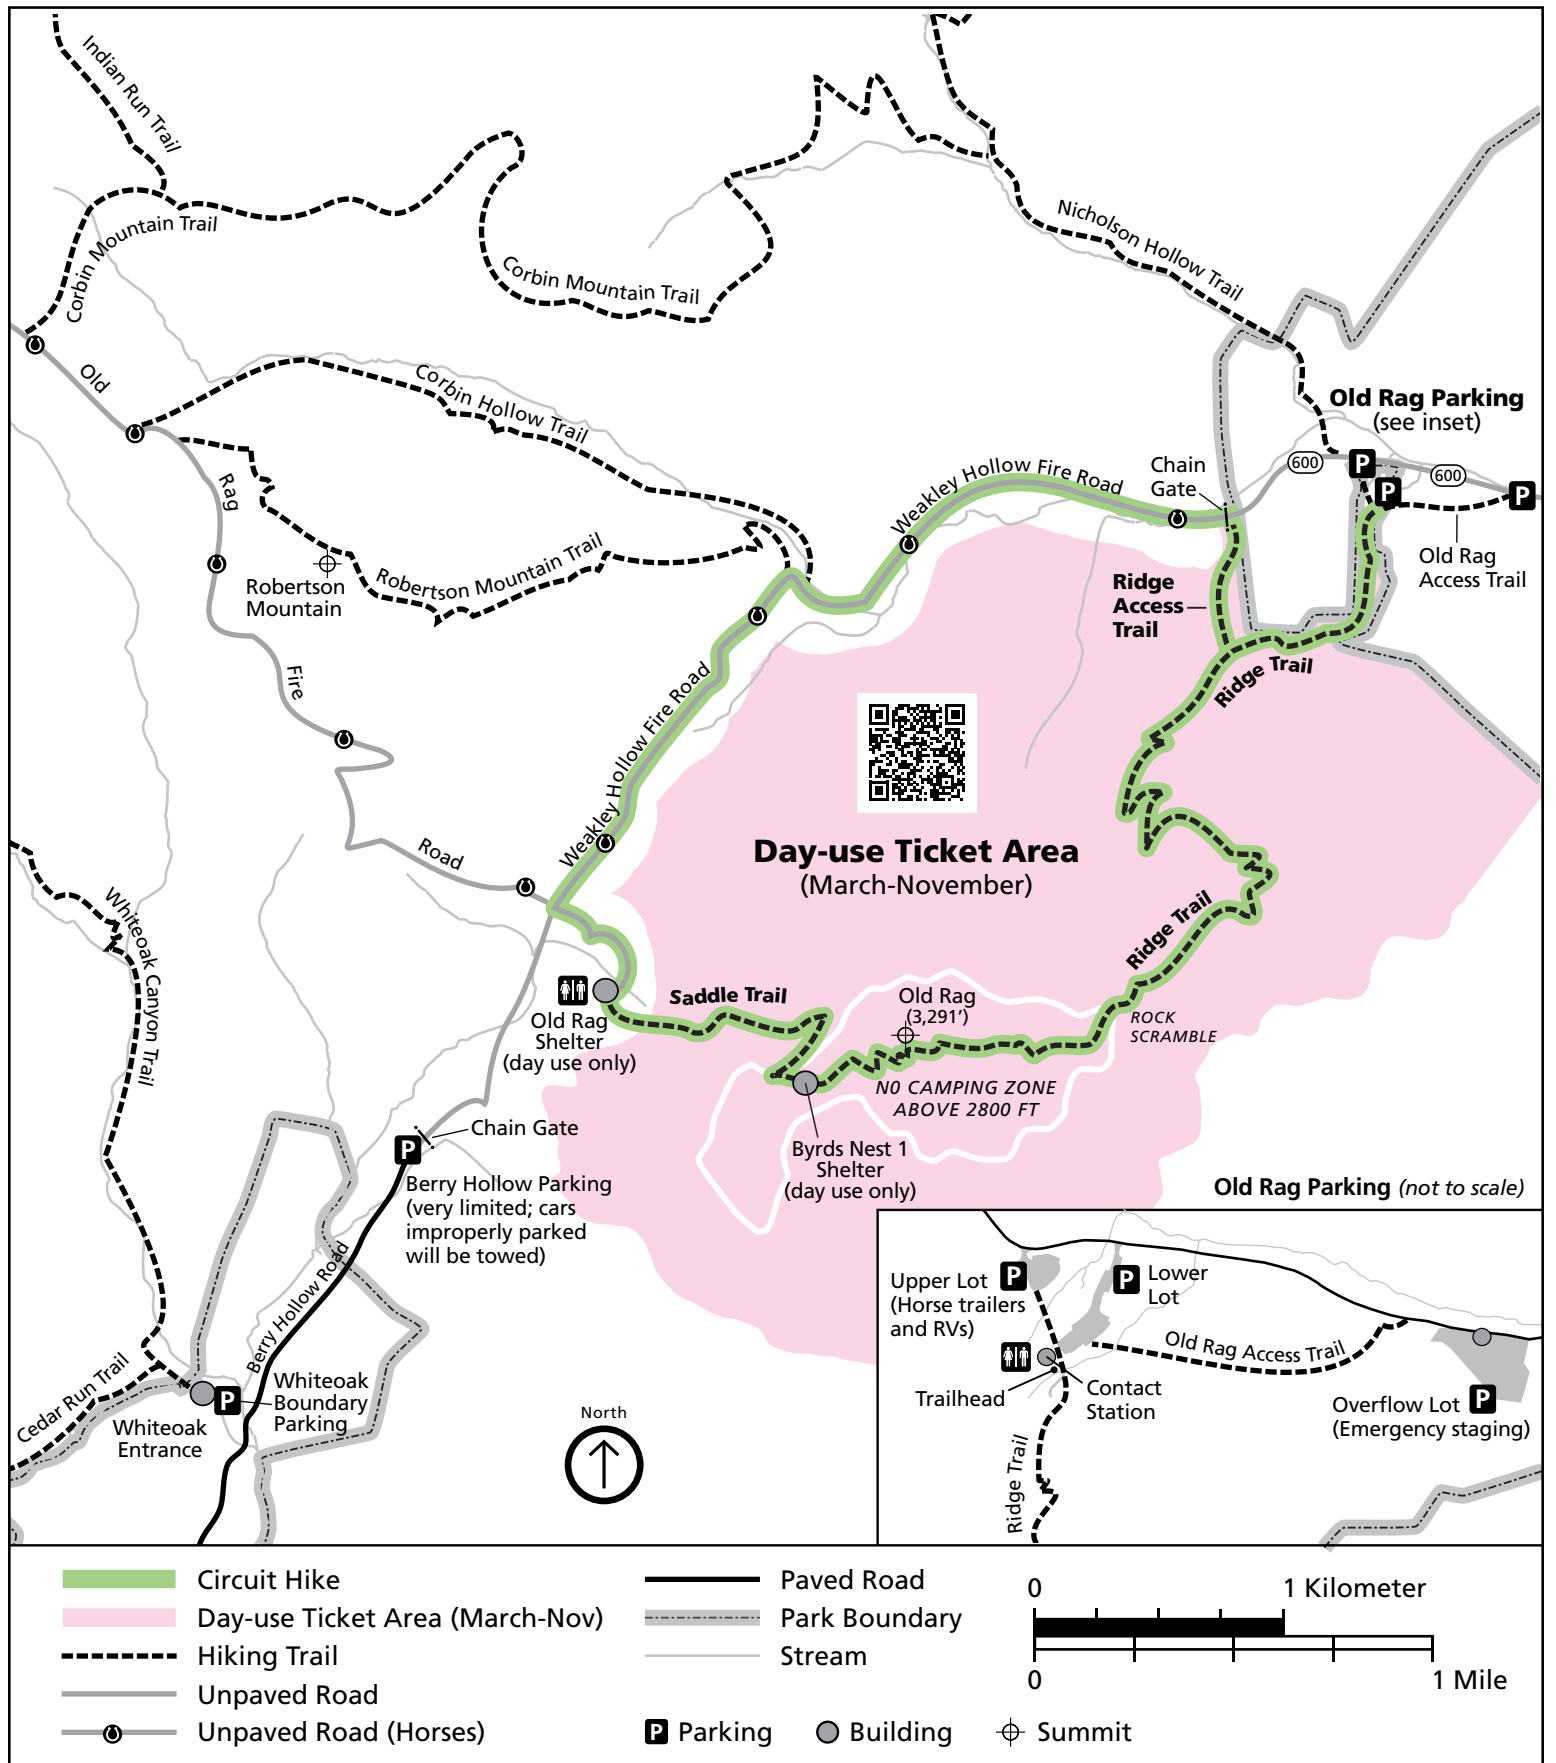 Indian Run Trail
Corbin Mountain Trail
Corbin Mountain Trail
Nicholson Hollow Trail
Old
Rag
Fire
Road
Corbin Hollow Trail
Robertson Mountain Trail
Robertson
Mountain
Weakley Hollow Fire Road
Weakley Hollow Fire Road
Chain
Gate
600
600
Old Rag Parking
(see inset)
P
P
P
Old Rag
Access Trail
Ridge
Access
Trail
Ridge Trail
Day-use Ticket Area
(March-November)
Ridge Trail
ROCK
SCRAMBLE
Old Rag
(3,291’)
Saddle Trail
Old Rag
Shelter
(day use only)
N0 CAMPING ZONE
ABOVE 2800 FT
Byrds Nest 1
Shelter
(day use only)
Whiteoak Canyon Trail
Chain Gate
P
Berry Hollow Parking
(very limited; cars
improperly parked
will be towed)
Berry Hollow Road
Cedar Run Trail
P
Whiteoak
Boundary
Parking
Whiteoak
Entrance
North
Old Rag Parking (not to scale)
Upper Lot
(Horse trailers
and RVs)
P
P
Lower
Lot
Old Rag Access Trail
Trailhead
Contact
Station
Overflow Lot
(Emergency staging)
P
Ridge Trail
Circuit Hike
Day-use Ticket Area (March-Nov)
Hiking Trail
Unpaved Road
Unpaved Road (Horses)
Paved Road
Park Boundary
Stream
P Parking
Building
Summit
0
1 Kilometer
0
1 Mile